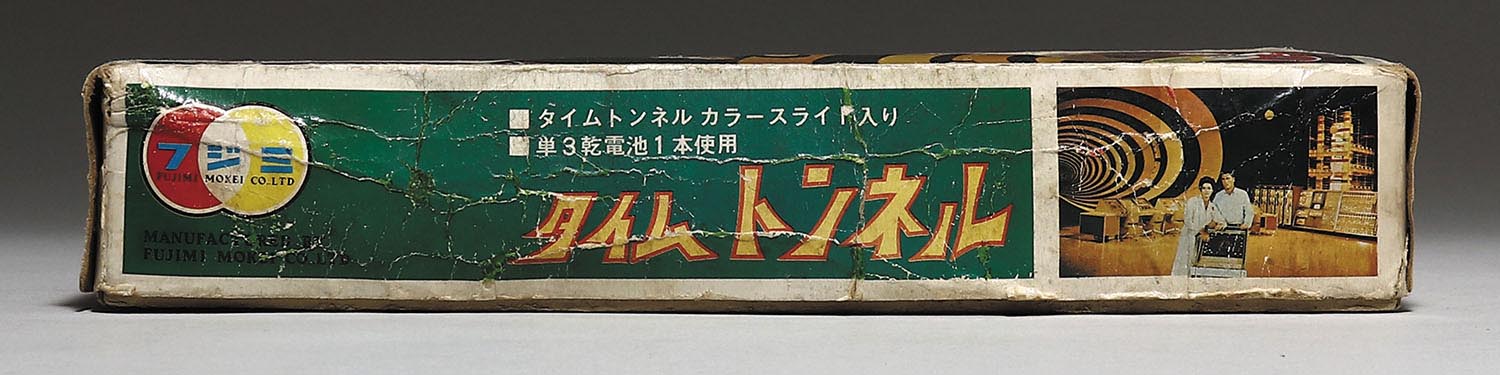 フジミ
FUJIMI MOKEI CO.LTD
MANUFACTURED BY
FUJIMI MOKEI CO.LTD
■タイムトンネル カラースライド入り
■単3乾電池1本使用
タイムトンネル